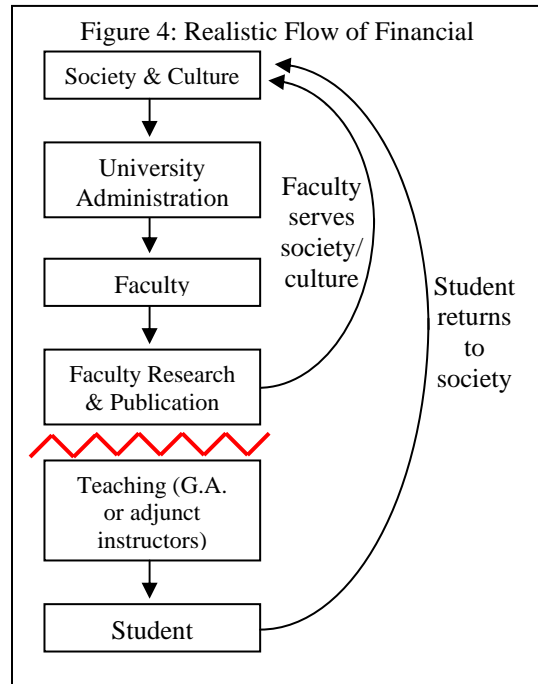 Figure 4: Realistic Flow of Financial
Society & Culture
University
Administration
Faculty
Faculty Research
& Publication
Teaching (G.A.
or adjunct
instructors)
Student
Faculty
serves
society/
culture
Student
returns
to
society